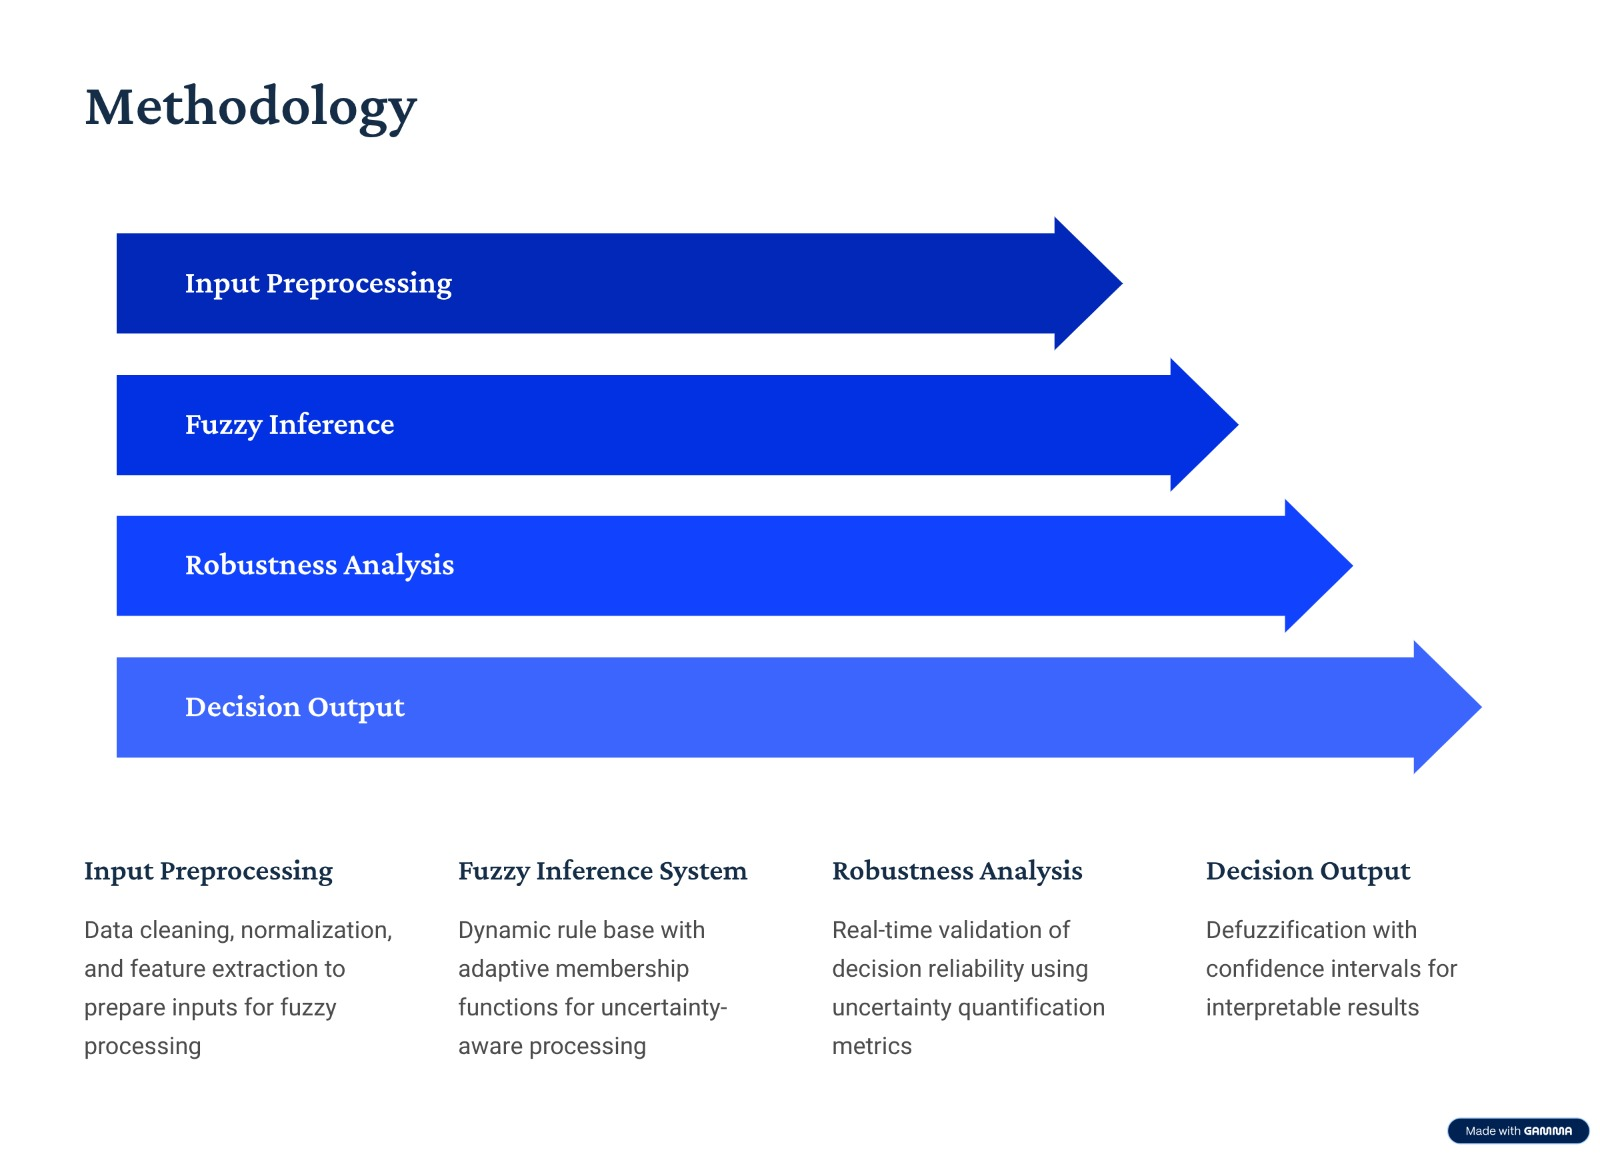 Methodology
Input Preprocessing
Fuzzy Inference
Robustness Analysis
Decision Output
Input Preprocessing
Data cleaning, normalization,
and feature extraction to
prepare inputs for fuzzy
processing
Fuzzy Inference System
Dynamic rule base with
adaptive membership
functions for uncertainty-
aware processing
Robustness Analysis
Real-time validation of
decision reliability using
uncertainty quantification
metrics
Decision Output
Defuzzification with
confidence intervals for
interpretable results
Made with GAMMA